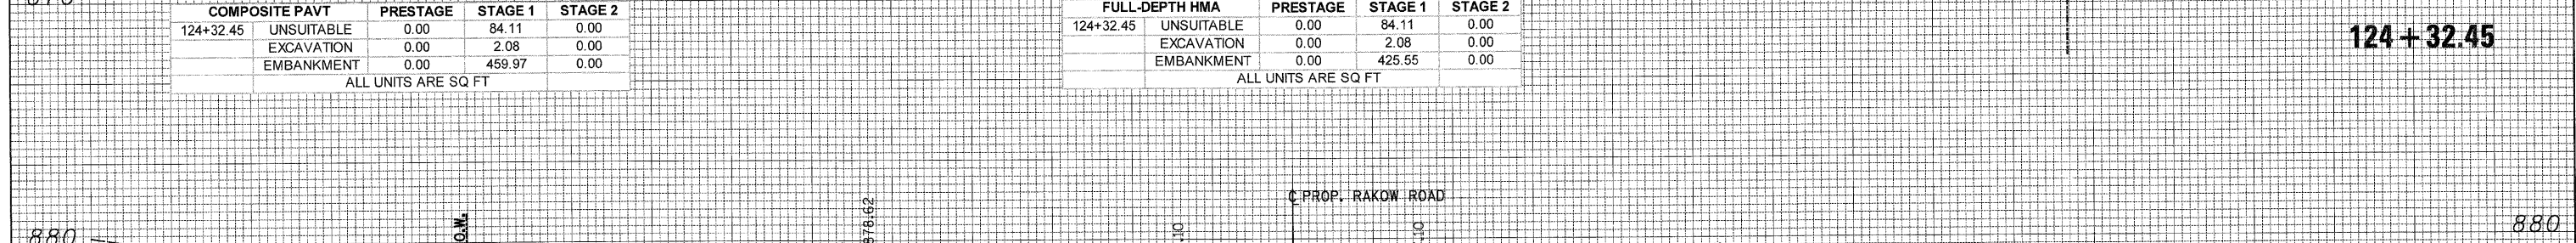 COMPOSITE PAVT PRESTAGE STAGE 1 STAGE 2
124+32.45 UNSUITABLE 0.00 84.11 0.00
EXCAVATION 0.00 2.08 0.00
EMBANKMENT 0.00 459.97 0.00
ALL UNITS ARE SQ FT
FULL-DEPTH HMA PRESTAGE STAGE 1 STAGE 2
124+32.45 UNSUITABLE 0.00 84.11 0.00
EXCAVATION 0.00 2.08 0.00
EMBANKMENT 0.00 425.55 0.00
ALL UNITS ARE SQ FT
124+32.45
℄ PROP. RAKOW ROAD
O.W.
878.62
.10
.10
880
880